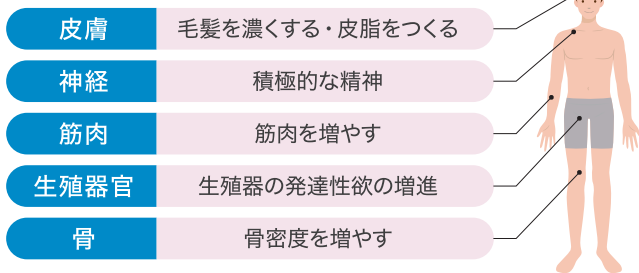 皮膚 毛髪を濃くする・皮脂をつくる
神経 積極的な精神
筋肉 筋肉を増やす
生殖器官 生殖器の発達性欲の増進
骨 骨密度を増やす